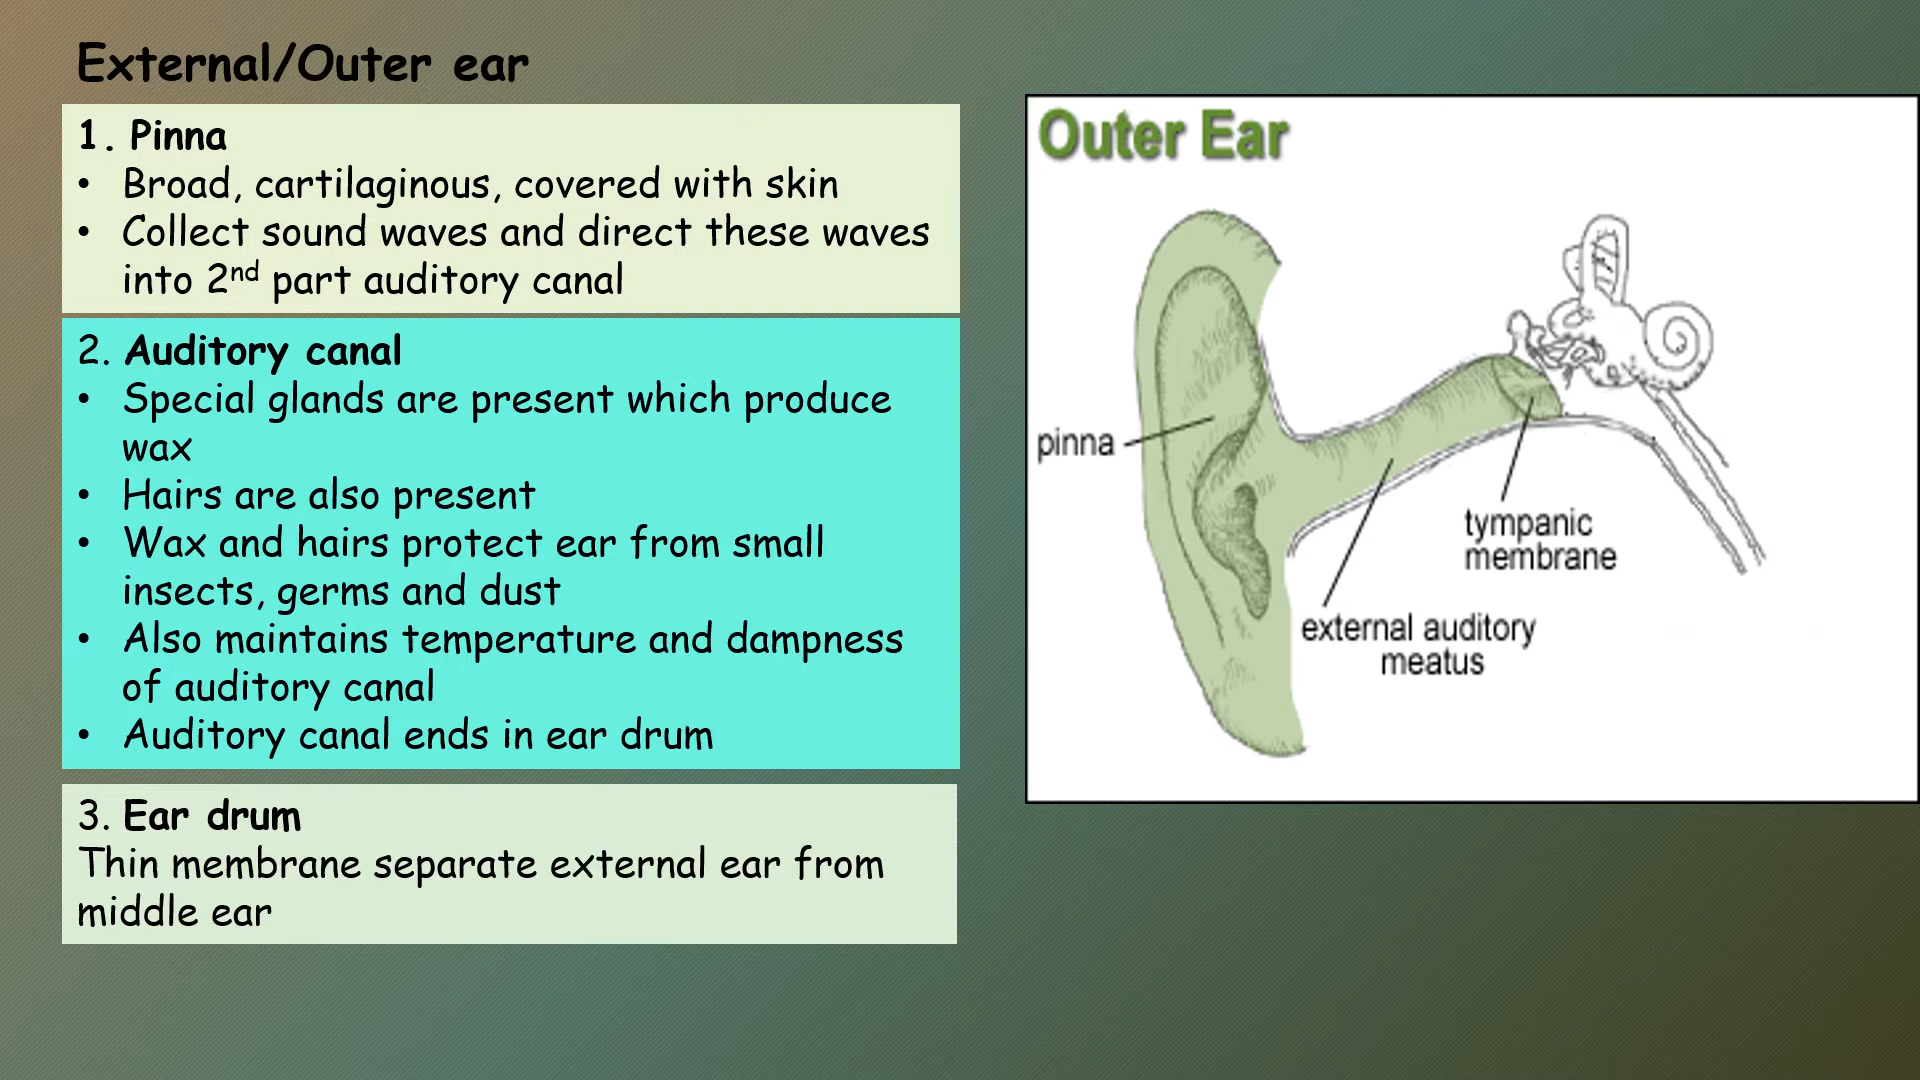 External/Outer ear
1. Pinna
• Broad, cartilaginous, covered with skin
• Collect sound waves and direct these waves
into 2nd part auditory canal
2. Auditory canal
• Special glands are present which produce
wax
• Hairs are also present
• Wax and hairs protect ear from small
insects, germs and dust
• Also maintains temperature and dampness
of auditory canal
• Auditory canal ends in ear drum
3. Ear drum
Thin membrane separate external ear from
middle ear
Outer Ear
pinna
tympanic
membrane
external auditory
meatus